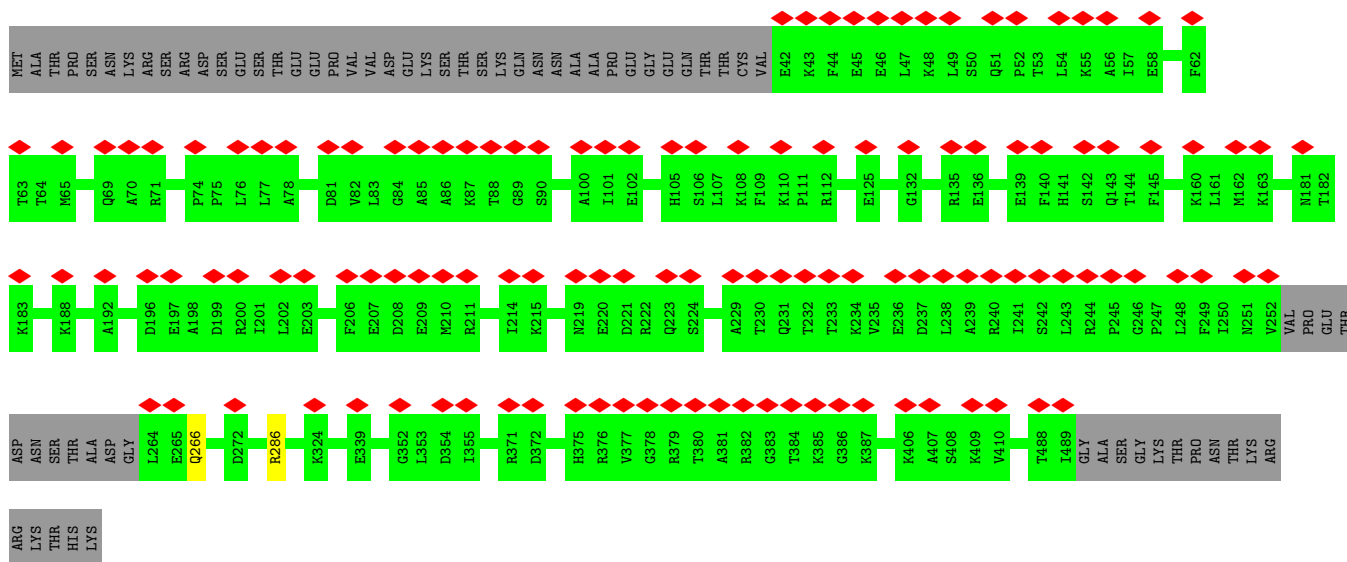 MET ALA THR PRO SER ASN LYS ARG SER ARG ASP SER GLU SER THR GLU GLU PRO VAL VAL ASP GLU LYS SER THR SER LYS GLN ASN ASN ALA ALA PRO GLU GLY GLU GLN THR THR CYS VAL E42 K43 F44 E45 E46 L47 K48 L49 S50 Q51 P52 T53 L54 K55 A56 I57 E58 F62
T63 T64 M65 Q69 A70 R71 P74 P75 L76 L77 A78 D81 V82 L83 G84 A85 A86 K87 T88 G89 S90 A100 I101 E102 H105 S106 L107 K108 F109 K110 P111 R112 E125 G132 R135 E136 E139 F140 H141 S142 Q143 T144 F145 K160 L161 M162 K163 N181 T182
K183 K188 A192 D196 E197 A198 D199 R200 I201 L202 E203 F206 E207 D208 E209 M210 R211 I214 K215 N219 E220 D221 R222 Q223 S224 A229 T230 Q231 T232 T233 K234 V235 E236 D237 L238 A239 R240 I241 S242 L243 R244 P245 G246 P247 L248 F249 I250 N251 V252 VAL PRO GLU THR
ASP ASN SER THR ALA ASP GLY L264 E265 Q266 D272 R286 K324 E339 G352 L353 D354 I355 R371 D372 H375 R376 V377 G378 R379 T380 A381 R382 G383 T384 K385 G386 K387 K406 A407 S408 K409 V410 T488 I489 GLY ALA SER GLY LYS THR PRO ASN THR LYS ARG
ARG LYS THR HIS LYS